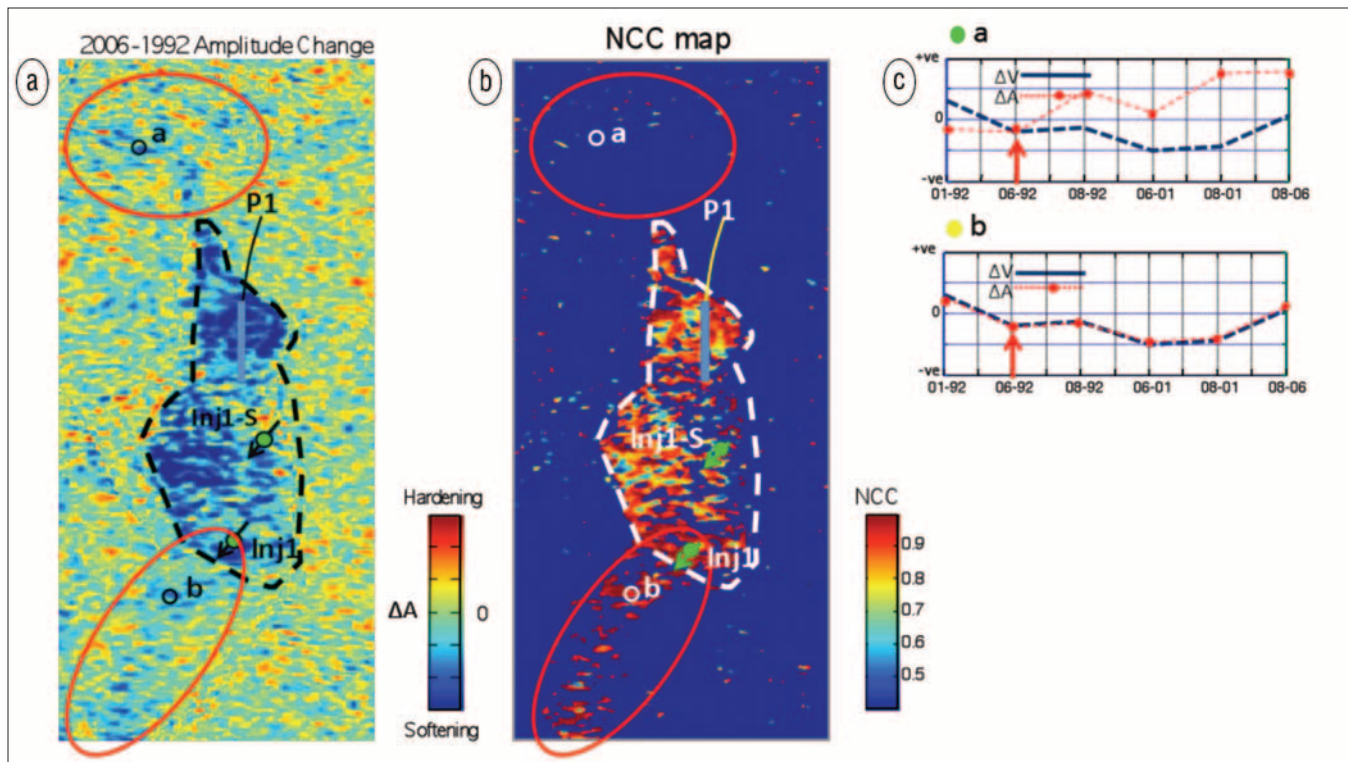 a
2006-1992 Amplitude Change
a
P1
Inj1-S
Inj1
b
Hardening
ΔA
0
Softening
b
NCC map
a
P1
Inj1-S
Inj1
b
NCC
0.9
0.8
0.7
0.6
0.5
c
a
+ve
ΔV
ΔA
0
-ve
01-92 06-92 08-92 06-01 08-01 08-06
b
+ve
ΔV
ΔA
0
-ve
01-92 06-92 08-92 06-01 08-01 08-06